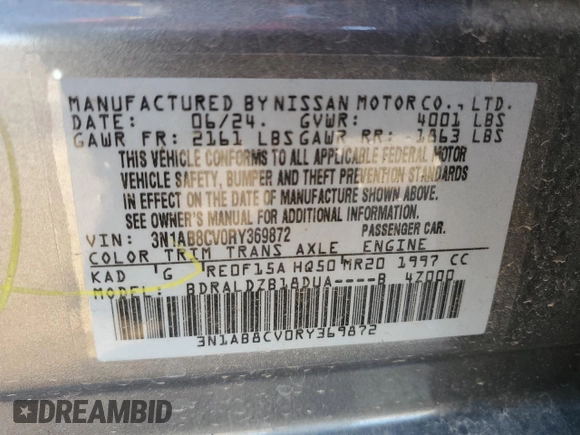 MANUFACTURED BY NISSAN MOTOR CO., LTD.
DATE: 06/24. GVWR: 4001 LBS
GAWR FR: 2161 LBS GAWR RR: 1863 LBS
THIS VEHICLE CONFORMS TO ALL APPLICABLE FEDERAL MOTOR
VEHICLE SAFETY, BUMPER AND THEFT PREVENTION STANDARDS
IN EFFECT ON THE DATE OF MANUFACTURE SHOWN ABOVE.
SEE OWNER'S MANUAL FOR ADDITIONAL INFORMATION.
VIN: 3N1AB8CV0RY369872 PASSENGER CAR.
COLOR TRIM TRANS AXLE ENGINE
KAD G RE0F15A HQ50 MR20 1997 CC
MODEL: BDRALDZB18DUA----B 4Z000
3N1AB8CV0RY369872
DREAMBID